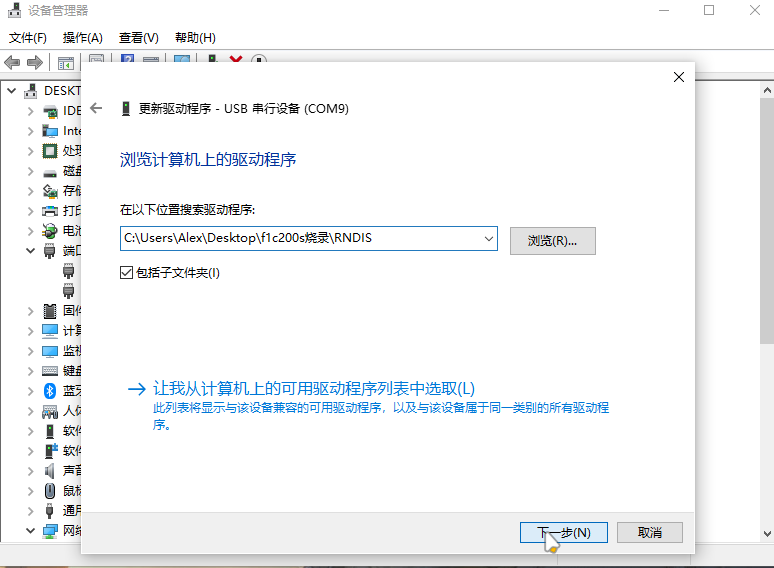 设备管理器
文件(F) 操作(A) 查看(V) 帮助(H)
更新驱动程序 - USB 串行设备 (COM9)
浏览计算机上的驱动程序
在以下位置搜索驱动程序:
C:\Users\Alex\Desktop\f1c200s烧录\RNDIS
浏览(R)...
包括子文件夹(I)
让我从计算机上的可用驱动程序列表中选取(L)
此列表将显示与该设备兼容的可用驱动程序，以及与该设备属于同一类别的所有驱动程
序。
下一步(N) 取消
DESKT
IDE
Inte
处理
磁盘
存储
打印
电池
端口
固件
计算
监视
键盘
蓝牙
人体
软件
软件
声音
鼠标
通用
网络